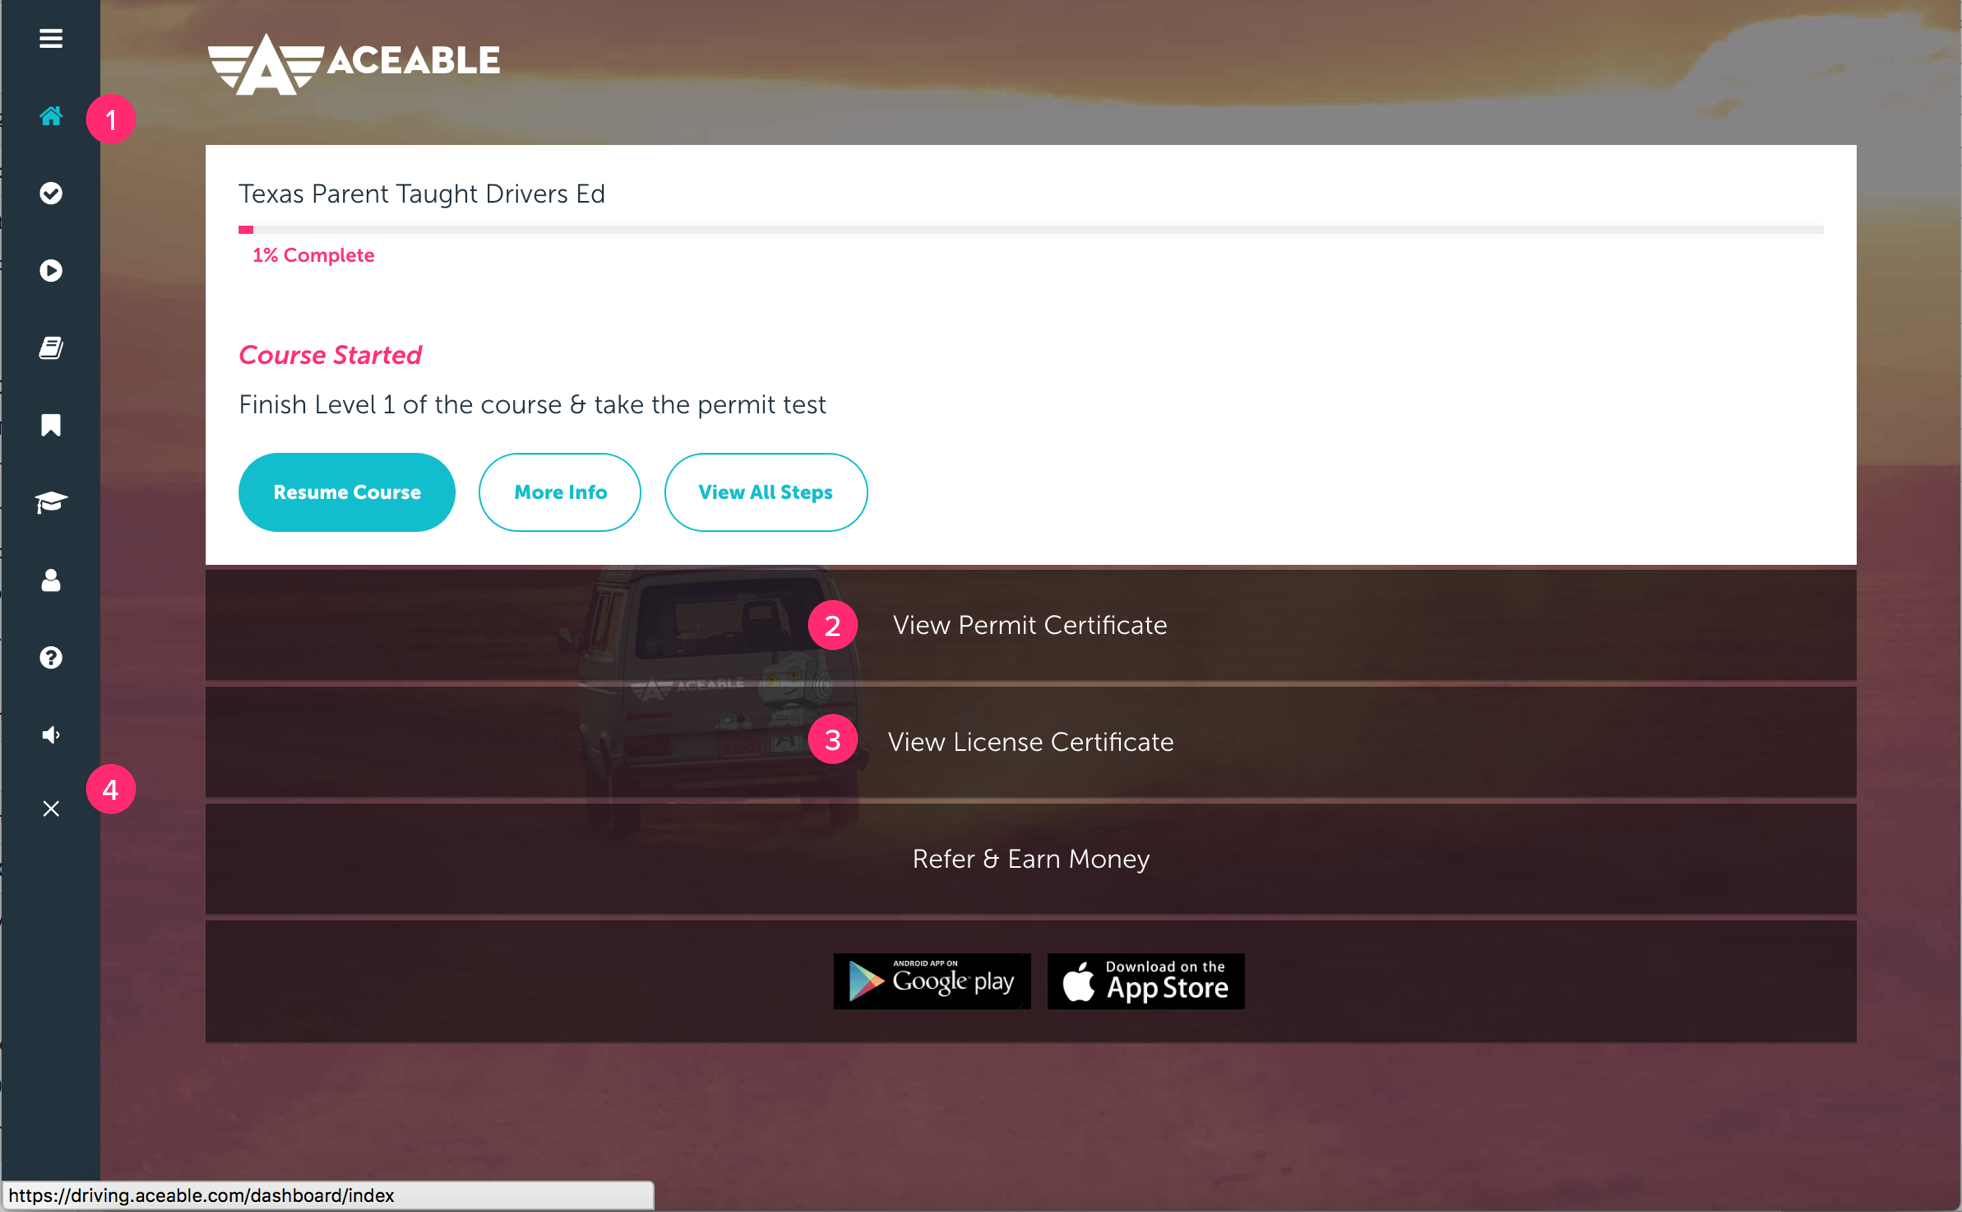 ACEABLE
1
Texas Parent Taught Drivers Ed
1% Complete
Course Started
Finish Level 1 of the course & take the permit test
Resume Course
More Info
View All Steps
2
View Permit Certificate
ACEABLE
3
View License Certificate
4
Refer & Earn Money
ANDROID APP ON
Google play
Download on the
App Store
https://driving.aceable.com/dashboard/index